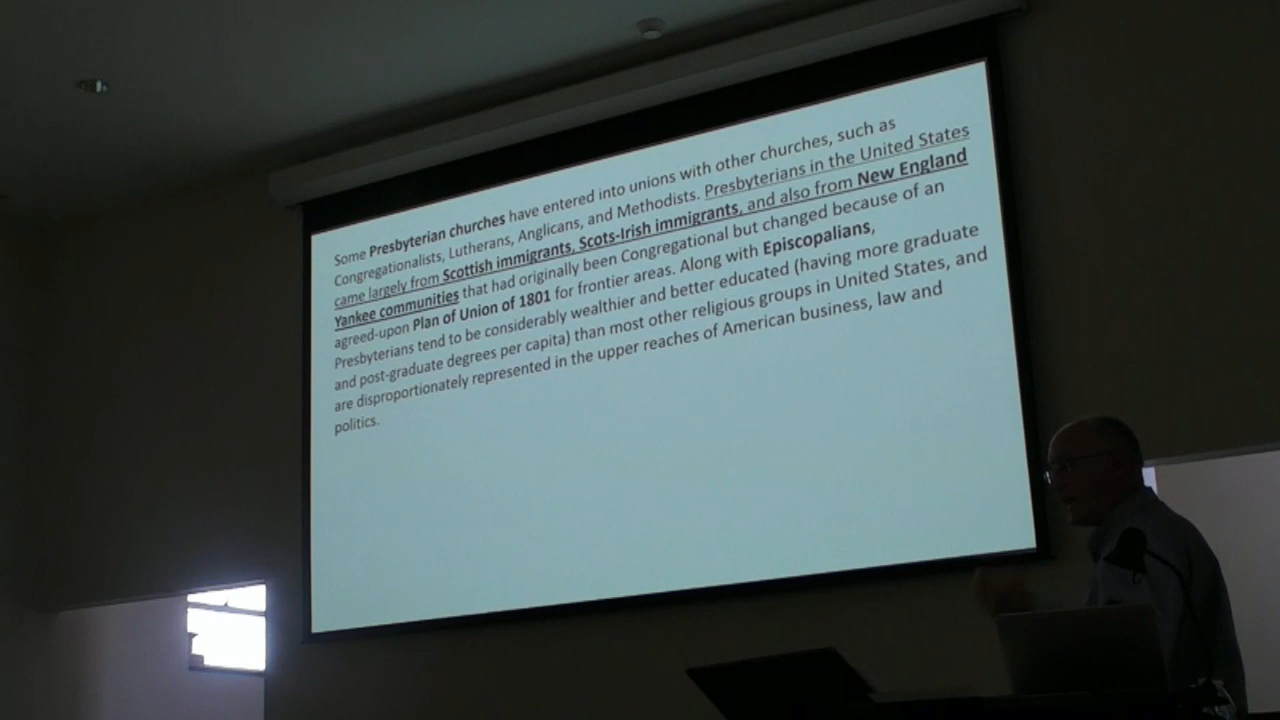 Some Presbyterian churches have entered into unions with other churches, such as
Congregationalists, Lutherans, Anglicans, and Methodists. Presbyterians in the United States
came largely from Scottish immigrants, Scots-Irish immigrants, and also from New England
Yankee communities that had originally been Congregational but changed because of an
agreed-upon Plan of Union of 1801 for frontier areas. Along with Episcopalians,
Presbyterians tend to be considerably wealthier and better educated (having more graduate
and post-graduate degrees per capita) than most other religious groups in United States, and
are disproportionately represented in the upper reaches of American business, law and
politics.